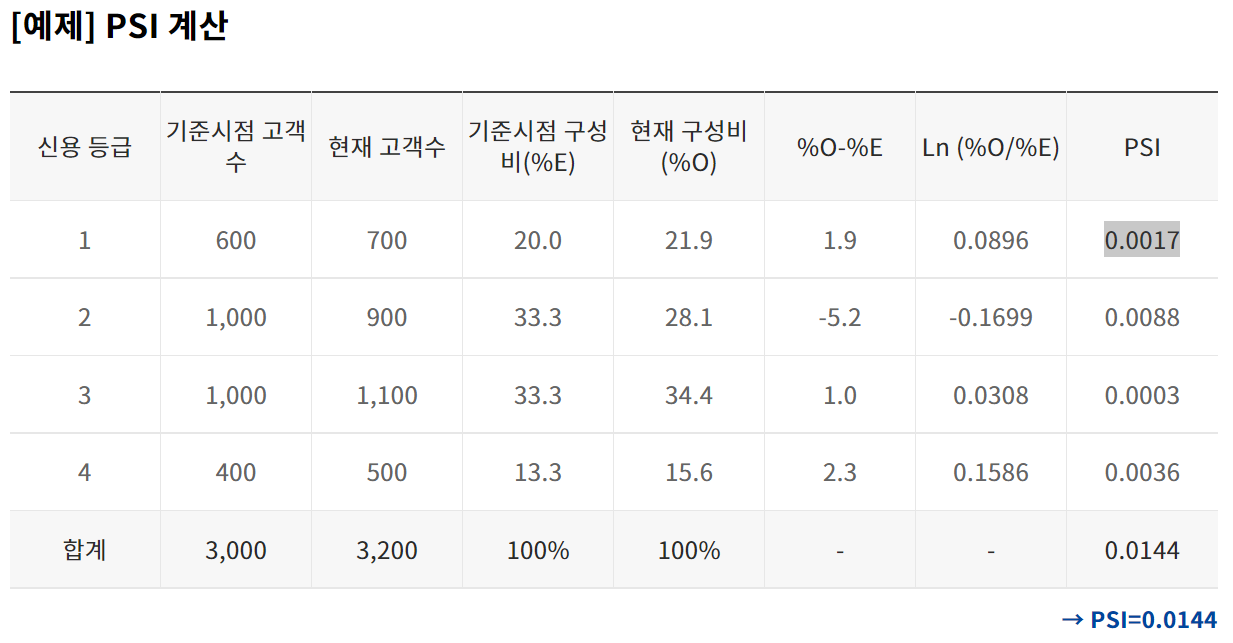 [예제] PSI 계산
신용 등급 기준시점 고객수 현재 고객수 기준시점 구성비(%E) 현재 구성비(%O) %O-%E Ln (%O/%E) PSI
1 600 700 20.0 21.9 1.9 0.0896 0.0017
2 1,000 900 33.3 28.1 -5.2 -0.1699 0.0088
3 1,000 1,100 33.3 34.4 1.0 0.0308 0.0003
4 400 500 13.3 15.6 2.3 0.1586 0.0036
합계 3,000 3,200 100% 100% - - 0.0144
→ PSI=0.0144